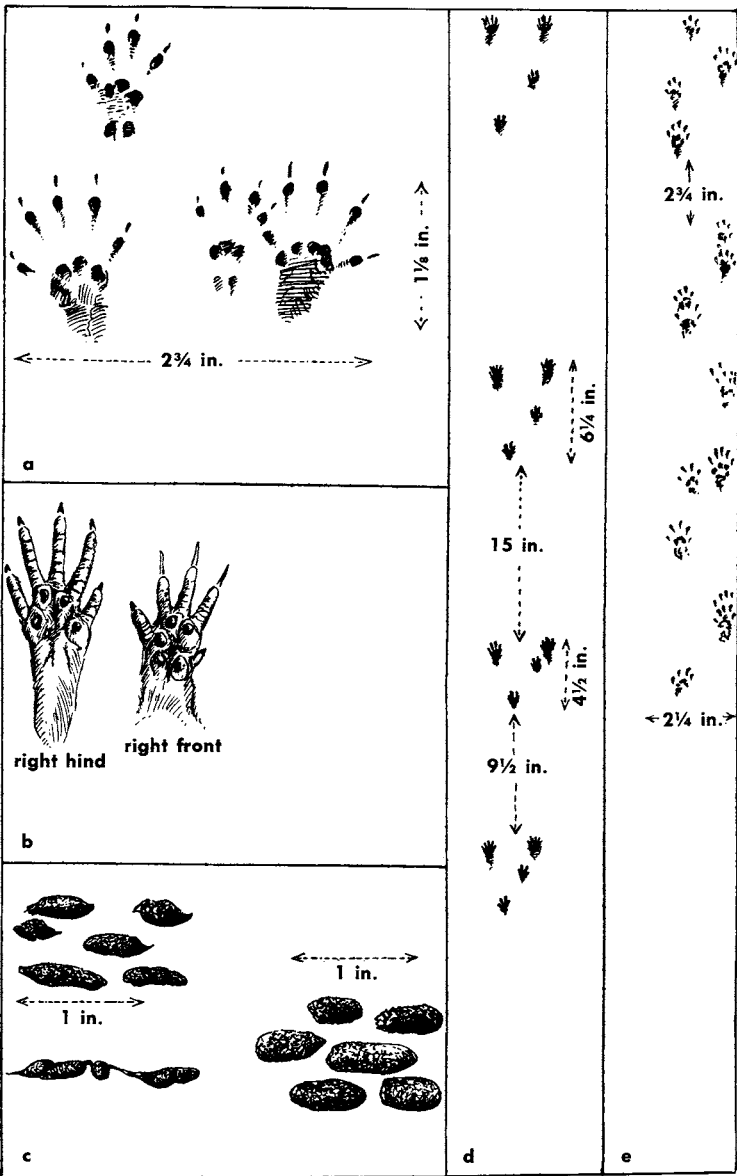 1⅛ in.
2¾ in.
a
right hind
right front
b
1 in.
1 in.
c
6¼ in.
15 in.
4½ in.
9½ in.
d
2¾ in.
2¼ in.
e